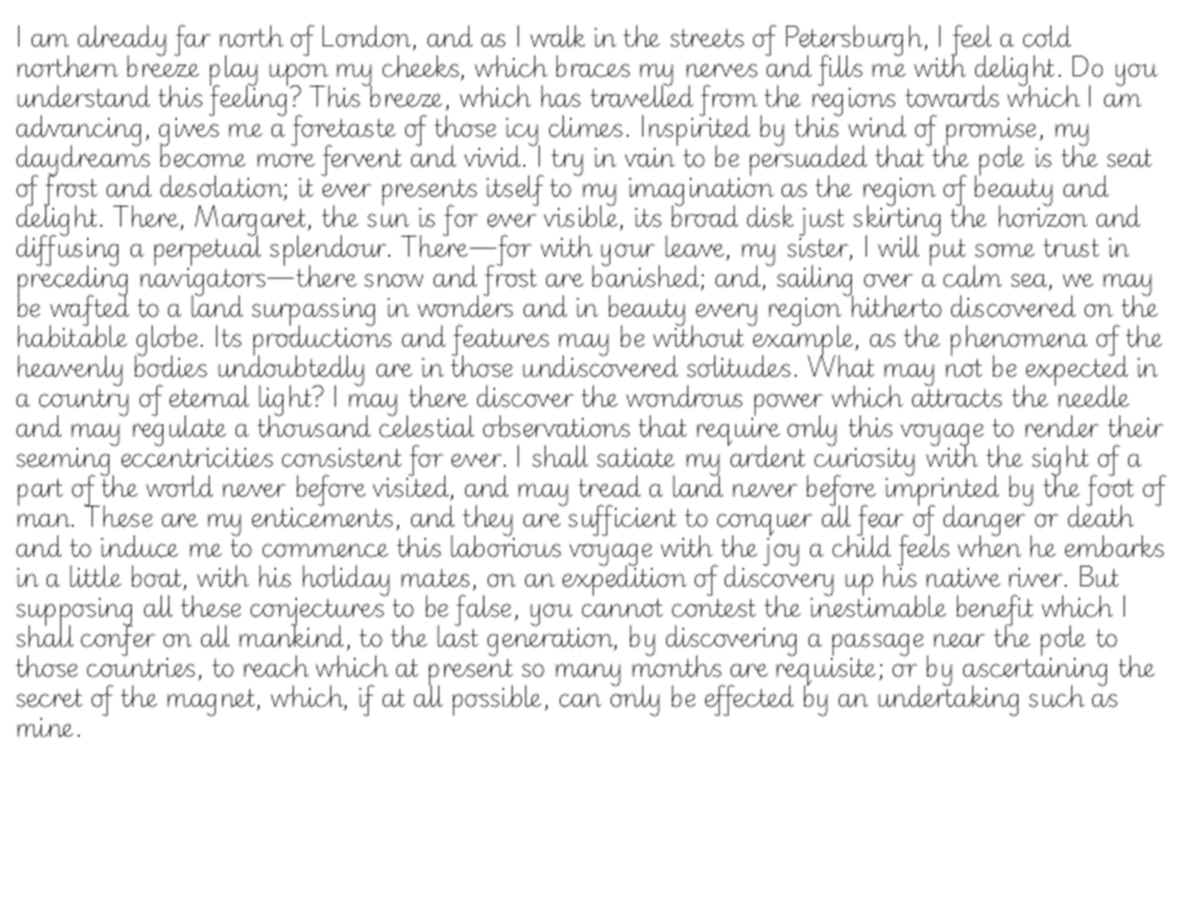 I am already far north of London, and as I walk in the streets of Petersburgh, I feel a cold
northern breeze play upon my cheeks, which braces my nerves and fills me with delight. Do you
understand this feeling? This breeze, which has travelled from the regions towards which I am
advancing, gives me a foretaste of those icy climes. Inspirited by this wind of promise, my
daydreams become more fervent and vivid. I try in vain to be persuaded that the pole is the seat
of frost and desolation; it ever presents itself to my imagination as the region of beauty and
delight. There, Margaret, the sun is for ever visible, its broad disk just skirting the horizon and
diffusing a perpetual splendour. There—for with your leave, my sister, I will put some trust in
preceding navigators—there snow and frost are banished; and, sailing over a calm sea, we may
be wafted to a land surpassing in wonders and in beauty every region hitherto discovered on the
habitable globe. Its productions and features may be without example, as the phenomena of the
heavenly bodies undoubtedly are in those undiscovered solitudes. What may not be expected in
a country of eternal light? I may there discover the wondrous power which attracts the needle
and may regulate a thousand celestial observations that require only this voyage to render their
seeming eccentricities consistent for ever. I shall satiate my ardent curiosity with the sight of a
part of the world never before visited, and may tread a land never before imprinted by the foot of
man. These are my enticements, and they are sufficient to conquer all fear of danger or death
and to induce me to commence this laborious voyage with the joy a child feels when he embarks
in a little boat, with his holiday mates, on an expedition of discovery up his native river. But
supposing all these conjectures to be false, you cannot contest the inestimable benefit which I
shall confer on all mankind, to the last generation, by discovering a passage near the pole to
those countries, to reach which at present so many months are requisite; or by ascertaining the
secret of the magnet, which, if at all possible, can only be effected by an undertaking such as
mine.